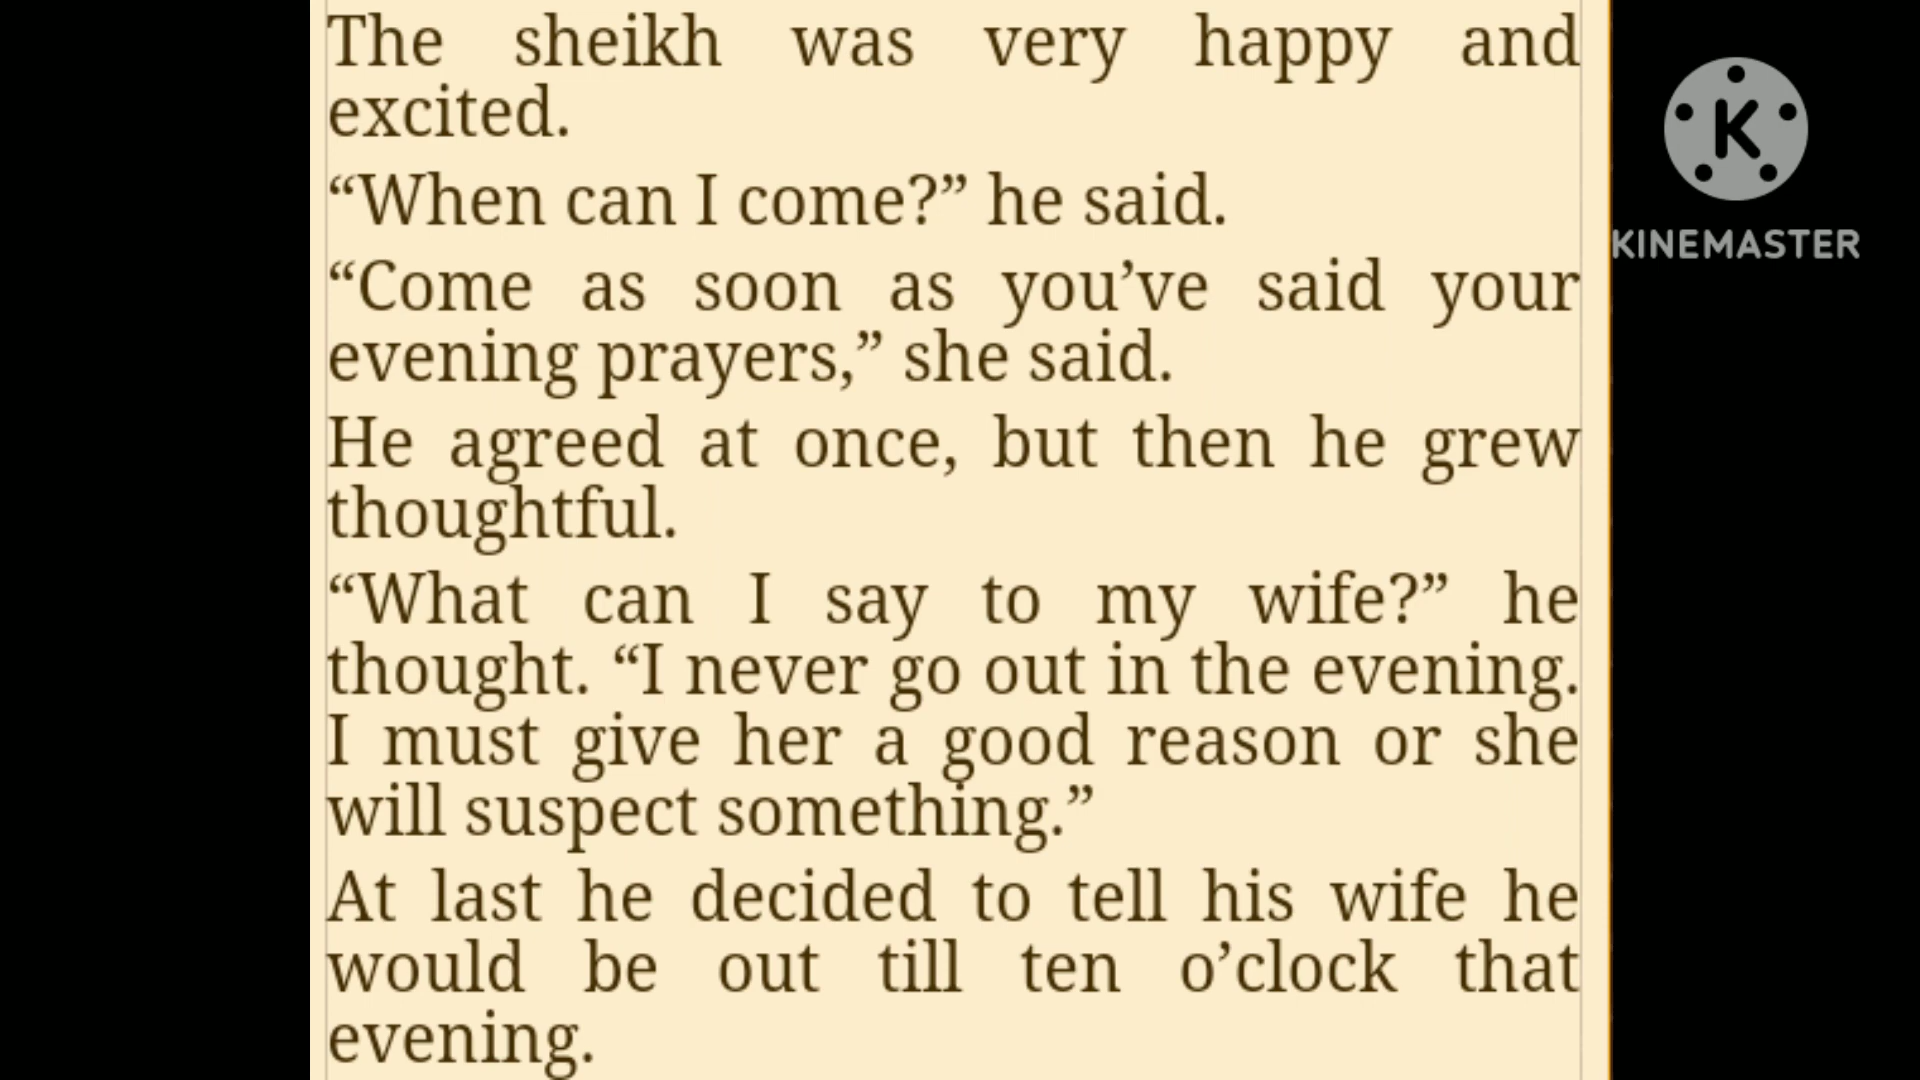 The sheikh was very happy and
excited.
“When can I come?” he said.
“Come as soon as you’ve said your
evening prayers,” she said.
He agreed at once, but then he grew
thoughtful.
“What can I say to my wife?” he
thought. “I never go out in the evening.
I must give her a good reason or she
will suspect something.”
At last he decided to tell his wife he
would be out till ten o’clock that
evening.
K
KINEMASTER